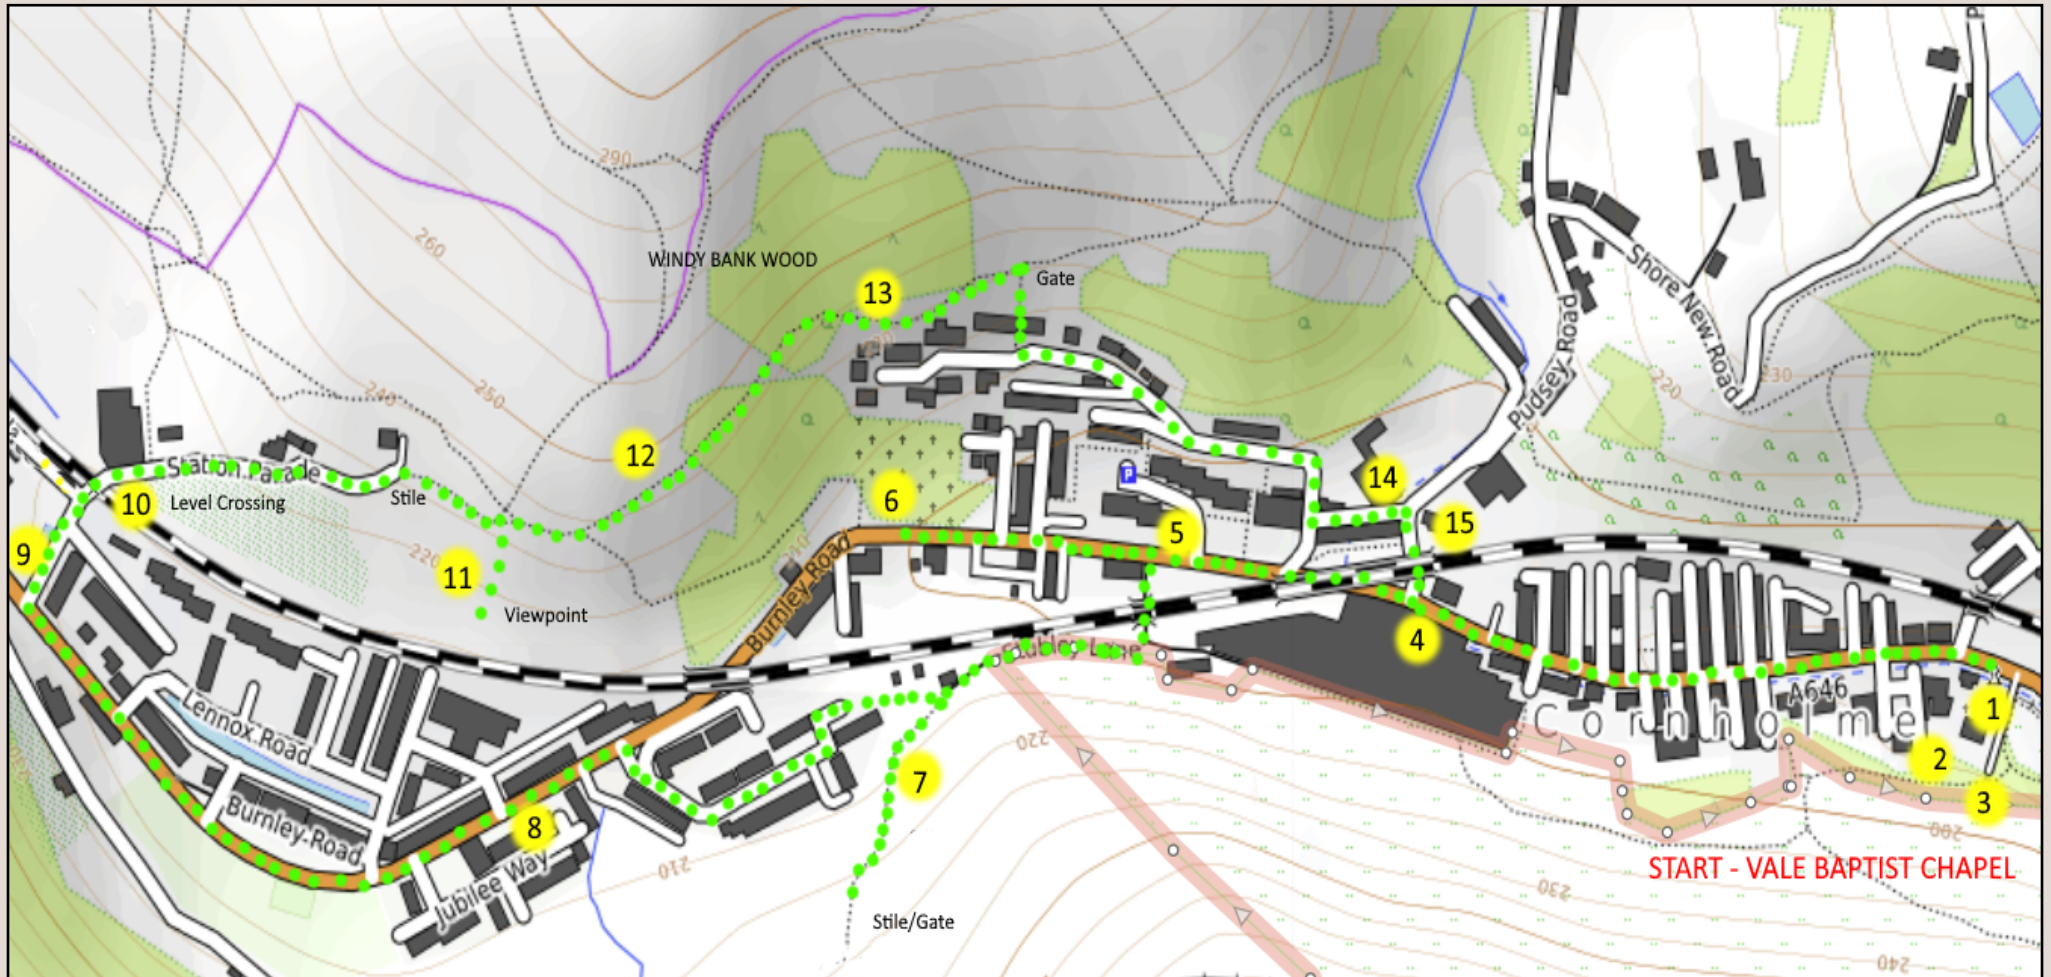 290
260
WINDY BANK WOOD
13
Gate
Shore New Road
Pudsey Road
220
230
240
250
12
Station Parade
Stile
14
10
Level Crossing
6
P
15
5
9
220
11
210
Viewpoint
Burnley Road
4
Stubley Lane
A646
1
Cornholme
Lennox Road
220
2
7
3
Burnley Road
8
200
210
START - VALE BAPTIST CHAPEL
Jubilee Way
230
Stile/Gate
240